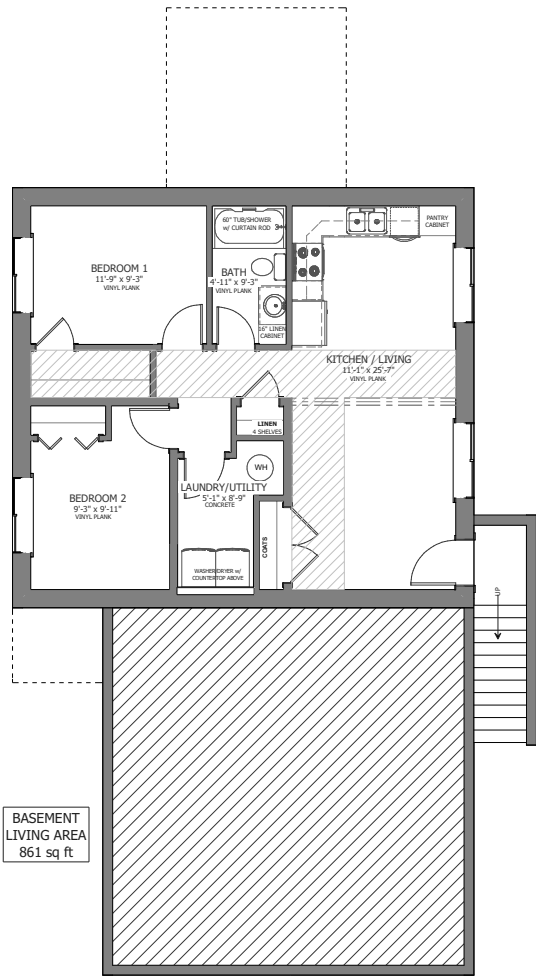 60" TUB/SHOWER
w/ CURTAIN ROD
PANTRY
CABINET
BEDROOM 1
11'-9" x 9'-3"
VINYL PLANK
BATH
4'-11" x 9'-3"
VINYL PLANK
16" LINEN
CABINET
KITCHEN / LIVING
11'-1" x 25'-7"
VINYL PLANK
LINEN
4 SHELVES
WH
LAUNDRY/UTILITY
5'-1" x 8'-9"
CONCRETE
BEDROOM 2
9'-3" x 9'-11"
VINYL PLANK
COATS
WASHER/DRYER w/
COUNTERTOP ABOVE
UP
BASEMENT
LIVING AREA
861 sq ft